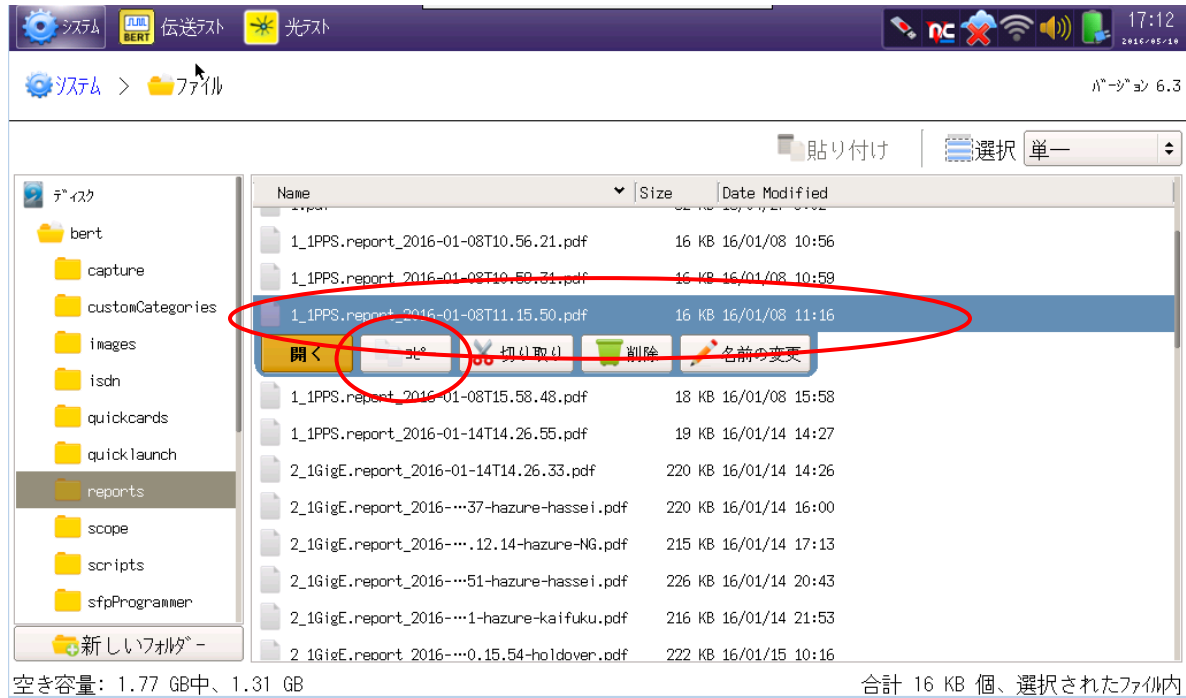 システム 伝送テスト 光テスト 17:12
BERT 2016/05/10
システム > ファイル バージョン 6.3
貼り付け 選択 単一
ディスク
bert
capture
customCategories
images
isdn
quickcards
quicklaunch
reports
scope
scripts
sfpProgrammer
新しいフォルダー
Name Size Date Modified
1_1PPS.report_2016-01-08T10.56.21.pdf 16 KB 16/01/08 10:56
1_1PPS.report_2016-01-08T10.59.31.pdf 16 KB 16/01/08 10:59
1_1PPS.report_2016-01-08T11.15.50.pdf 16 KB 16/01/08 11:16
開く コピー 切り取り 削除 名前の変更
1_1PPS.report_2016-01-08T15.58.48.pdf 18 KB 16/01/08 15:58
1_1PPS.report_2016-01-14T14.26.55.pdf 19 KB 16/01/14 14:27
2_1GigE.report_2016-01-14T14.26.33.pdf 220 KB 16/01/14 14:26
2_1GigE.report_2016-…37-hazure-hassei.pdf 220 KB 16/01/14 16:00
2_1GigE.report_2016-….12.14-hazure-NG.pdf 215 KB 16/01/14 17:13
2_1GigE.report_2016-…51-hazure-hassei.pdf 226 KB 16/01/14 20:43
2_1GigE.report_2016-…1-hazure-kaifuku.pdf 216 KB 16/01/14 21:53
2_1GigE.report_2016-…0.15.54-holdover.pdf 222 KB 16/01/15 10:16
空き容量: 1.77 GB中、1.31 GB 合計 16 KB 個、選択されたファイル内